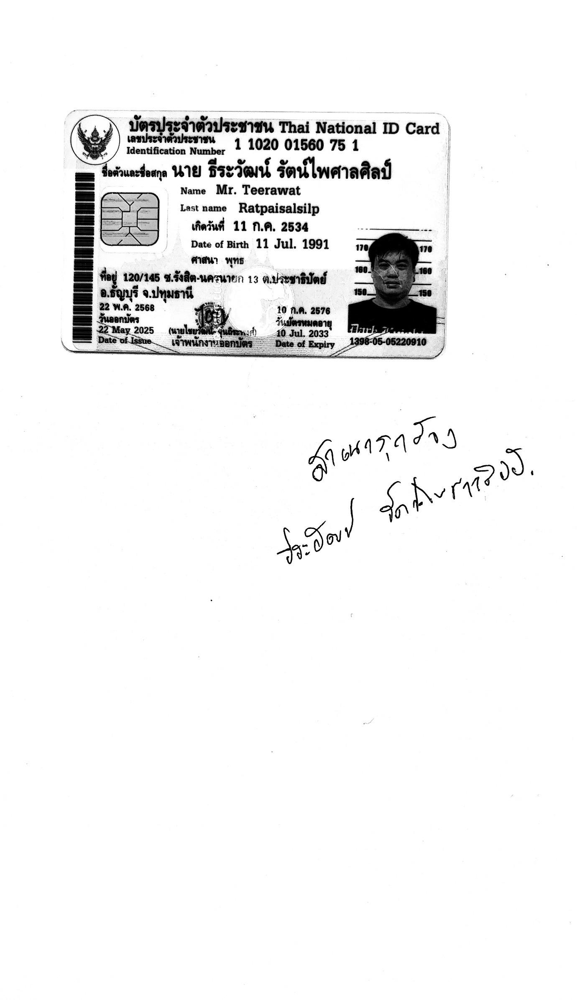 บัตรประจำตัวประชาชน Thai National ID Card
เลขประจำตัวประชาชน
Identification Number 1 1020 01560 75 1
ชื่อตัวและชื่อสกุล นาย ธีระวัฒน์ รัตน์ไพศาลศิลป์
Name Mr. Teerawat
Last name Ratpaisalsilp
เกิดวันที่ 11 ก.ค. 2534
Date of Birth 11 Jul. 1991
ศาสนา พุทธ
ที่อยู่ 120/145 ซ.รังสิต-นครนายก 13 ต.ประชาธิปัตย์
อ.ธัญบุรี จ.ปทุมธานี
170 170
160 160
150 150
22 พ.ค. 2568
วันออกบัตร
22 May 2025
Date of Issue
(นายไชยวัฒน์
เจ้าพนักงานออกบัตร
10 ก.ค. 2576
วันบัตรหมดอายุ
10 Jul. 2033
Date of Expiry
1398-05-05220910
สำเนาถูกต้อง
ธีระวัฒน์ รัตน์ไพศาลศิลป์